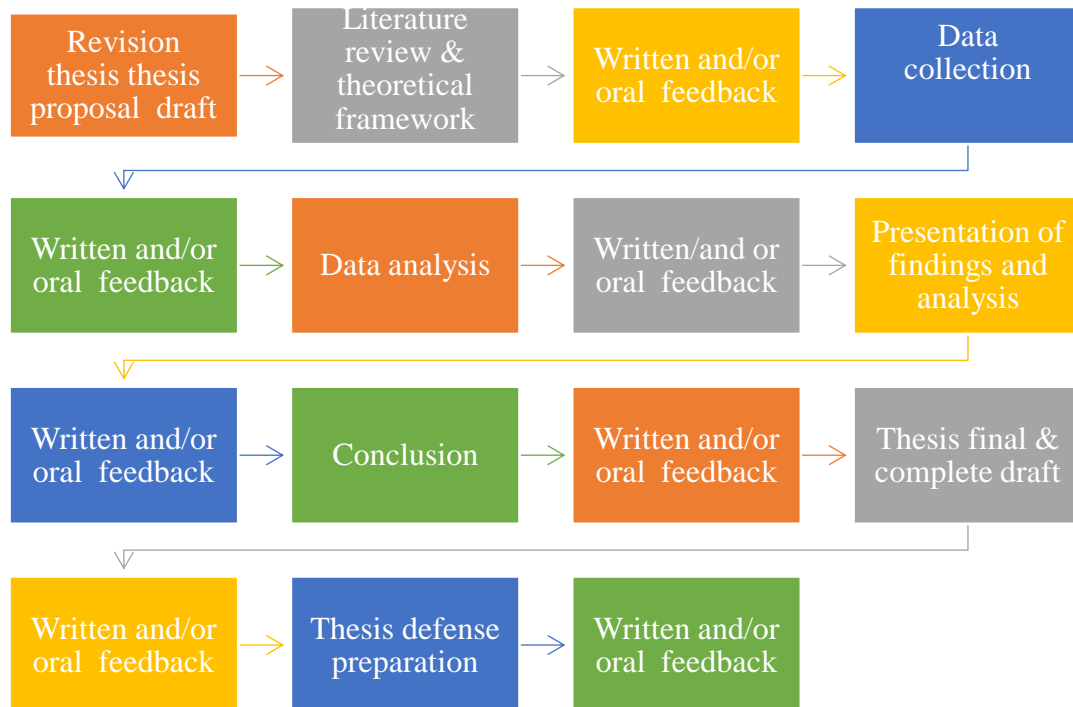 Revision
thesis thesis
proposal draft
Literature
review &
theoretical
framework
Written and/or
oral feedback
Data
collection
Written and/or
oral feedback
Data analysis
Written/and or
oral feedback
Presentation of
findings and
analysis
Written and/or
oral feedback
Conclusion
Written and/or
oral feedback
Thesis final &
complete draft
Written and/or
oral feedback
Thesis defense
preparation
Written and/or
oral feedback